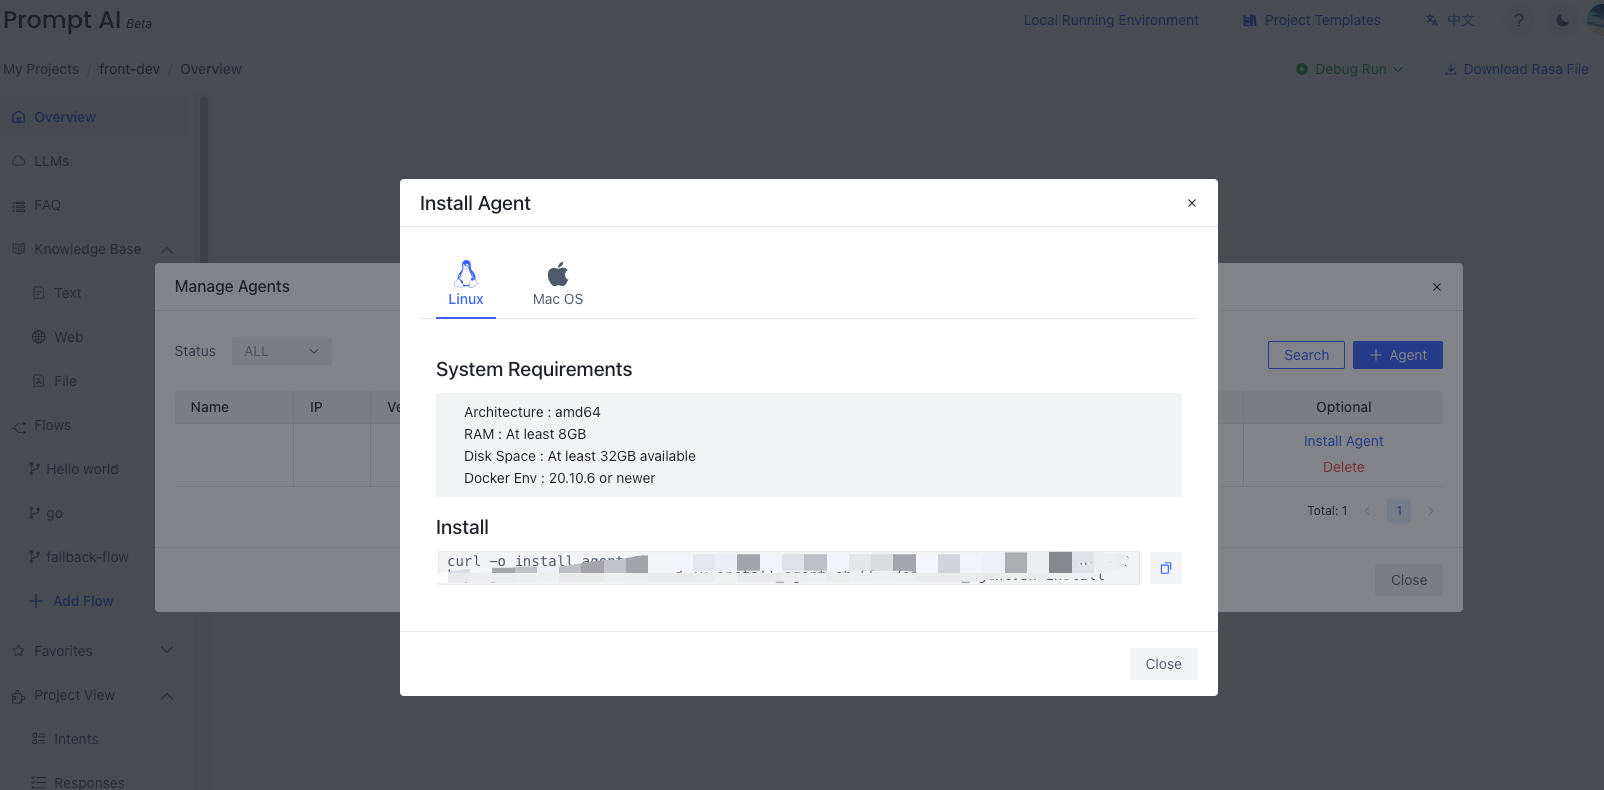 Prompt AI Beta
Local Running Environment
Project Templates
中文
?
My Projects / front-dev / Overview
Debug Run
Download Rasa File
Overview
LLMs
FAQ
Knowledge Base
Text
Web
File
Flows
Hello world
go
fallback-flow
+ Add Flow
Favorites
Project View
Intents
Responses
Manage Agents
×
Status
ALL
Search
+ Agent
Name
IP
Optional
Install Agent
Delete
Total: 1
< 1 >
Close
Install Agent
×
Linux
Mac OS
System Requirements
Architecture : amd64
RAM : At least 8GB
Disk Space : At least 32GB available
Docker Env : 20.10.6 or newer
Install
curl -o install_agent
install
Close